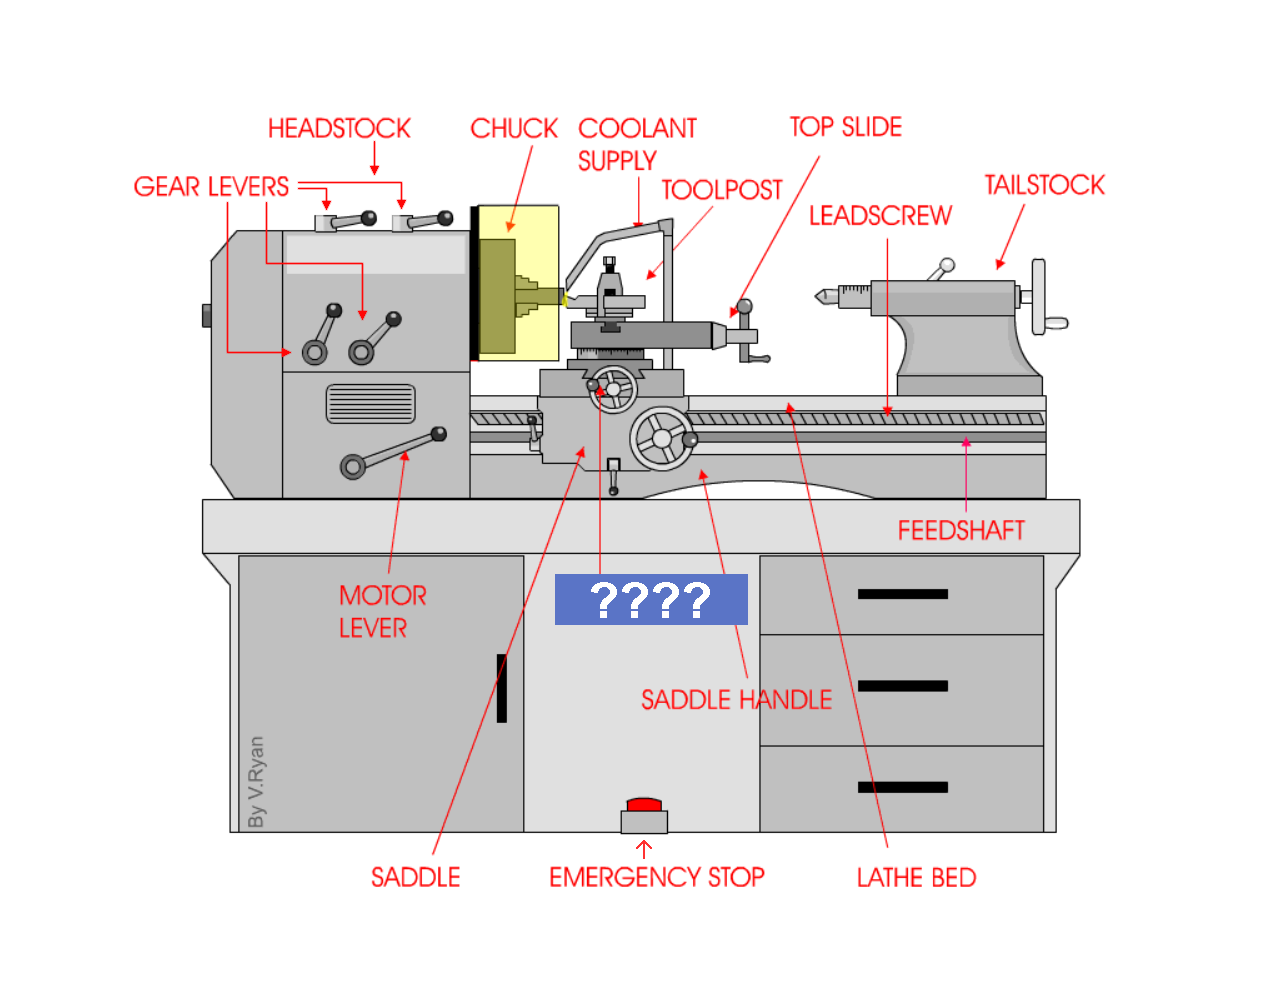 HEADSTOCK
CHUCK
COOLANT
SUPPLY
TOP SLIDE
GEAR LEVERS
TOOLPOST
TAILSTOCK
LEADSCREW
FEEDSHAFT
MOTOR
LEVER
????
SADDLE HANDLE
By V.Ryan
SADDLE
EMERGENCY STOP
LATHE BED